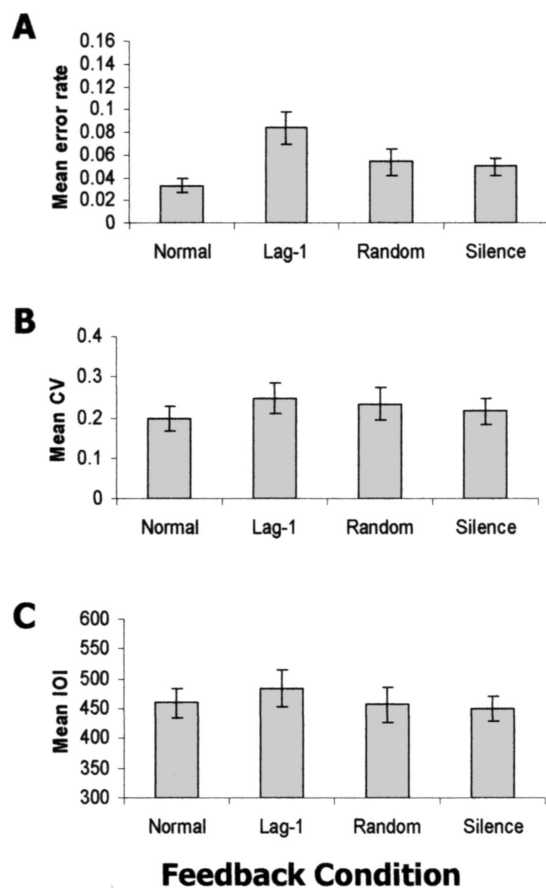 A
Mean error rate
0.16
0.14
0.12
0.1
0.08
0.06
0.04
0.02
0
Normal Lag-1 Random Silence
B
Mean CV
0.4
0.3
0.2
0.1
0
Normal Lag-1 Random Silence
C
Mean IOI
600
550
500
450
400
350
300
Normal Lag-1 Random Silence
Feedback Condition